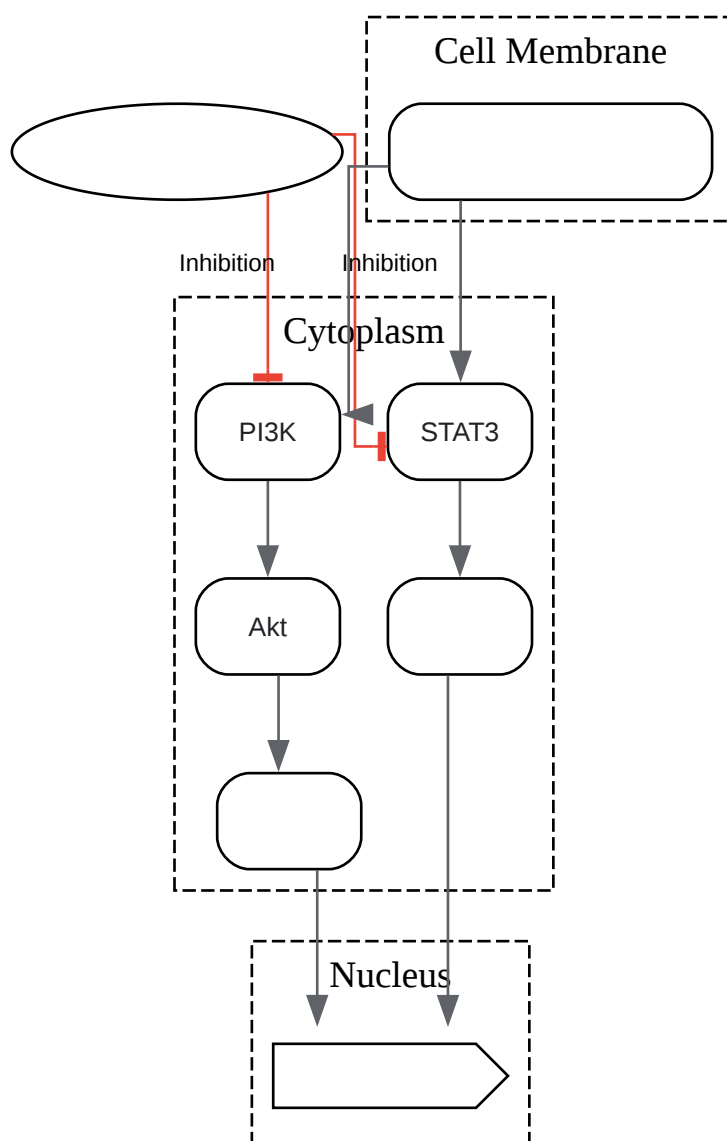 Cell Membrane
Inhibition
Inhibition
Cytoplasm
PI3K
STAT3
Akt
Nucleus